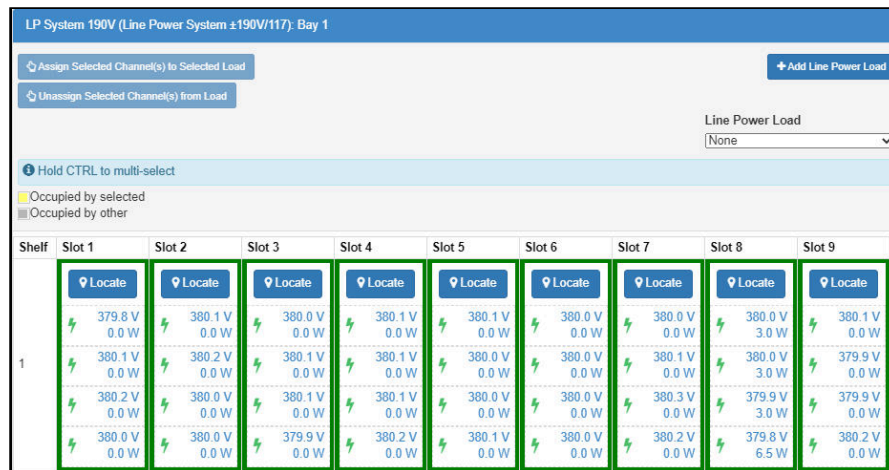 LP System 190V (Line Power System ±190V/117): Bay 1
Assign Selected Channel(s) to Selected Load
+ Add Line Power Load
Unassign Selected Channel(s) from Load
Line Power Load
None
Hold CTRL to multi-select
Occupied by selected
Occupied by other
Shelf Slot 1 Slot 2 Slot 3 Slot 4 Slot 5 Slot 6 Slot 7 Slot 8 Slot 9
Locate Locate Locate Locate Locate Locate Locate Locate Locate
379.8 V 380.1 V 380.0 V 380.1 V 380.1 V 380.0 V 380.0 V 380.0 V 380.1 V
0.0 W 0.0 W 0.0 W 0.0 W 0.0 W 0.0 W 0.0 W 3.0 W 0.0 W
1 380.1 V 380.2 V 380.1 V 380.1 V 380.0 V 380.0 V 380.1 V 380.0 V 379.9 V
0.0 W 0.0 W 0.0 W 0.0 W 0.0 W 0.0 W 0.0 W 3.0 W 0.0 W
380.2 V 380.0 V 380.1 V 380.2 V 380.0 V 380.0 V 380.3 V 379.9 V 379.9 V
0.0 W 0.0 W 0.0 W 0.0 W 0.0 W 0.0 W 0.0 W 3.0 W 0.0 W
380.0 V 380.0 V 379.9 V 380.2 V 380.1 V 380.0 V 380.2 V 379.8 V 380.2 V
0.0 W 0.0 W 0.0 W 0.0 W 0.0 W 0.0 W 0.0 W 6.5 W 0.0 W